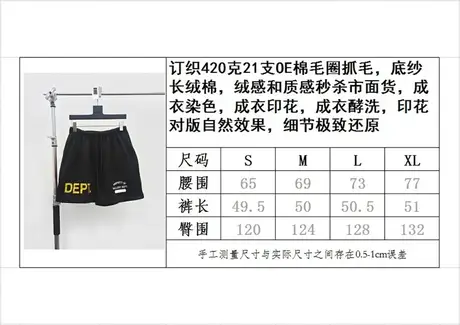 订织420克21支OE棉毛圈抓毛，底纱
长绒棉，绒感和质感秒杀市面货，成
衣染色，成衣印花，成衣酵洗，印花
对版自然效果，细节极致还原
尺码 S M L XL
腰围 65 69 73 77
裤长 49.5 50 50.5 51
臀围 120 124 128 132
手工测量尺寸与实际尺寸之间存在0.5-1cm误差
DEPT.